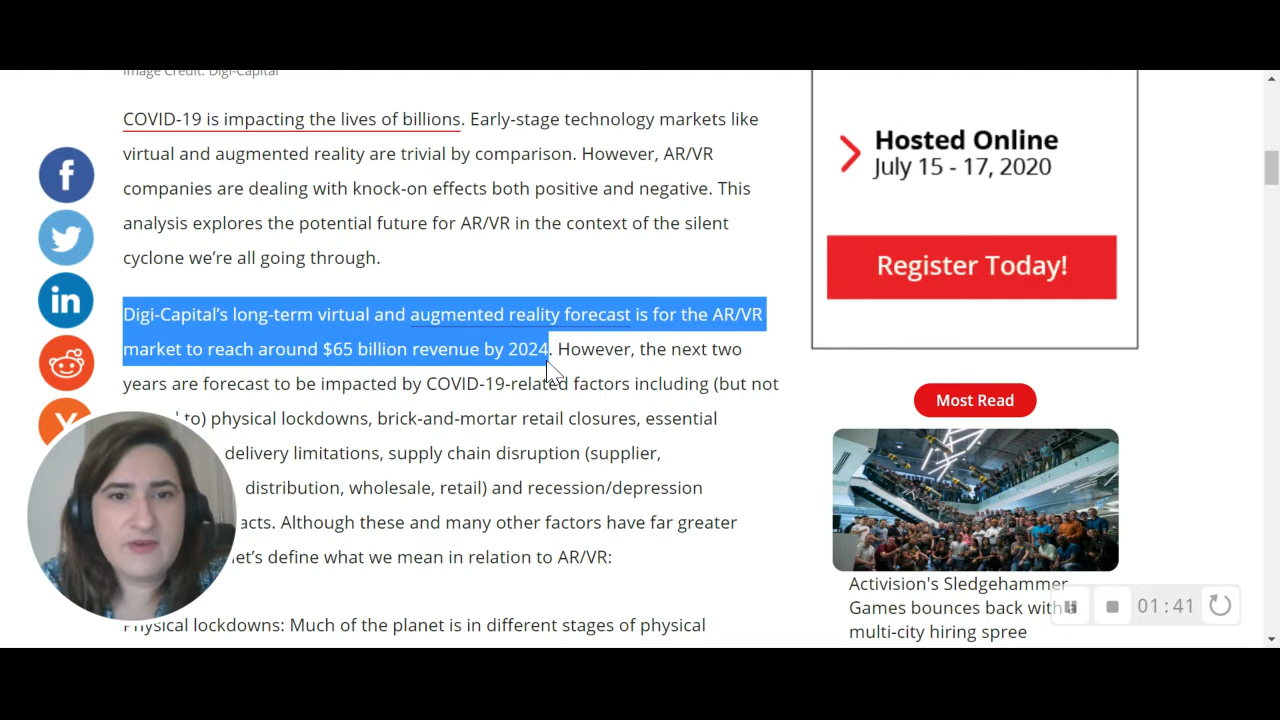 Image Credit: Digi-Capital
COVID-19 is impacting the lives of billions. Early-stage technology markets like
virtual and augmented reality are trivial by comparison. However, AR/VR
companies are dealing with knock-on effects both positive and negative. This
analysis explores the potential future for AR/VR in the context of the silent
cyclone we’re all going through.
Digi-Capital’s long-term virtual and augmented reality forecast is for the AR/VR
market to reach around $65 billion revenue by 2024. However, the next two
years are forecast to be impacted by COVID-19-related factors including (but not
to) physical lockdowns, brick-and-mortar retail closures, essential
delivery limitations, supply chain disruption (supplier,
distribution, wholesale, retail) and recession/depression
acts. Although these and many other factors have far greater
let’s define what we mean in relation to AR/VR:
Physical lockdowns: Much of the planet is in different stages of physical
f
in
Y
Hosted Online
July 15 - 17, 2020
Register Today!
Most Read
Activision's Sledgehammer
Games bounces back with a
multi-city hiring spree
01:41